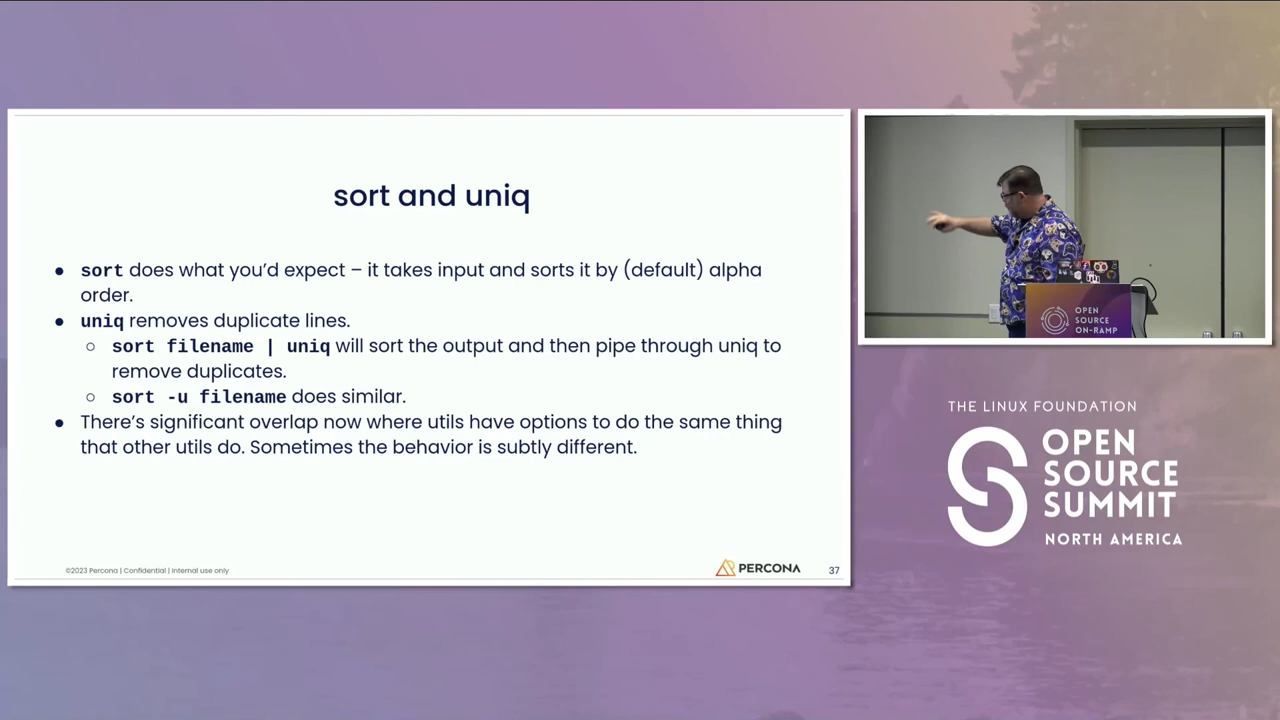 sort and uniq
● sort does what you’d expect – it takes input and sorts it by (default) alpha
order.
● uniq removes duplicate lines.
○ sort filename | uniq will sort the output and then pipe through uniq to
remove duplicates.
○ sort -u filename does similar.
● There’s significant overlap now where utils have options to do the same thing
that other utils do. Sometimes the behavior is subtly different.
©2023 Percona | Confidential | Internal use only
PERCONA
37
OPEN
SOURCE
ON-RAMP
THE LINUX FOUNDATION
OPEN
SOURCE
SUMMIT
NORTH AMERICA